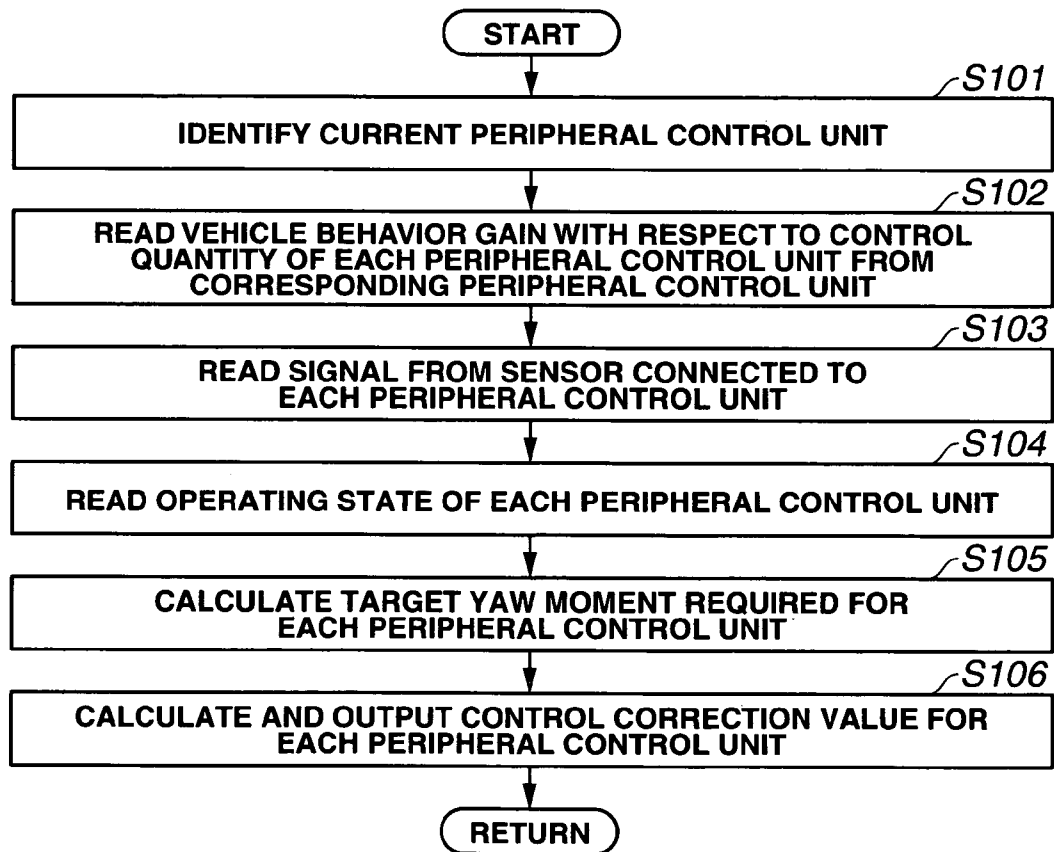 START
S101
IDENTIFY CURRENT PERIPHERAL CONTROL UNIT
S102
READ VEHICLE BEHAVIOR GAIN WITH RESPECT TO CONTROL
QUANTITY OF EACH PERIPHERAL CONTROL UNIT FROM
CORRESPONDING PERIPHERAL CONTROL UNIT
S103
READ SIGNAL FROM SENSOR CONNECTED TO
EACH PERIPHERAL CONTROL UNIT
S104
READ OPERATING STATE OF EACH PERIPHERAL CONTROL UNIT
S105
CALCULATE TARGET YAW MOMENT REQUIRED FOR
EACH PERIPHERAL CONTROL UNIT
S106
CALCULATE AND OUTPUT CONTROL CORRECTION VALUE FOR
EACH PERIPHERAL CONTROL UNIT
RETURN